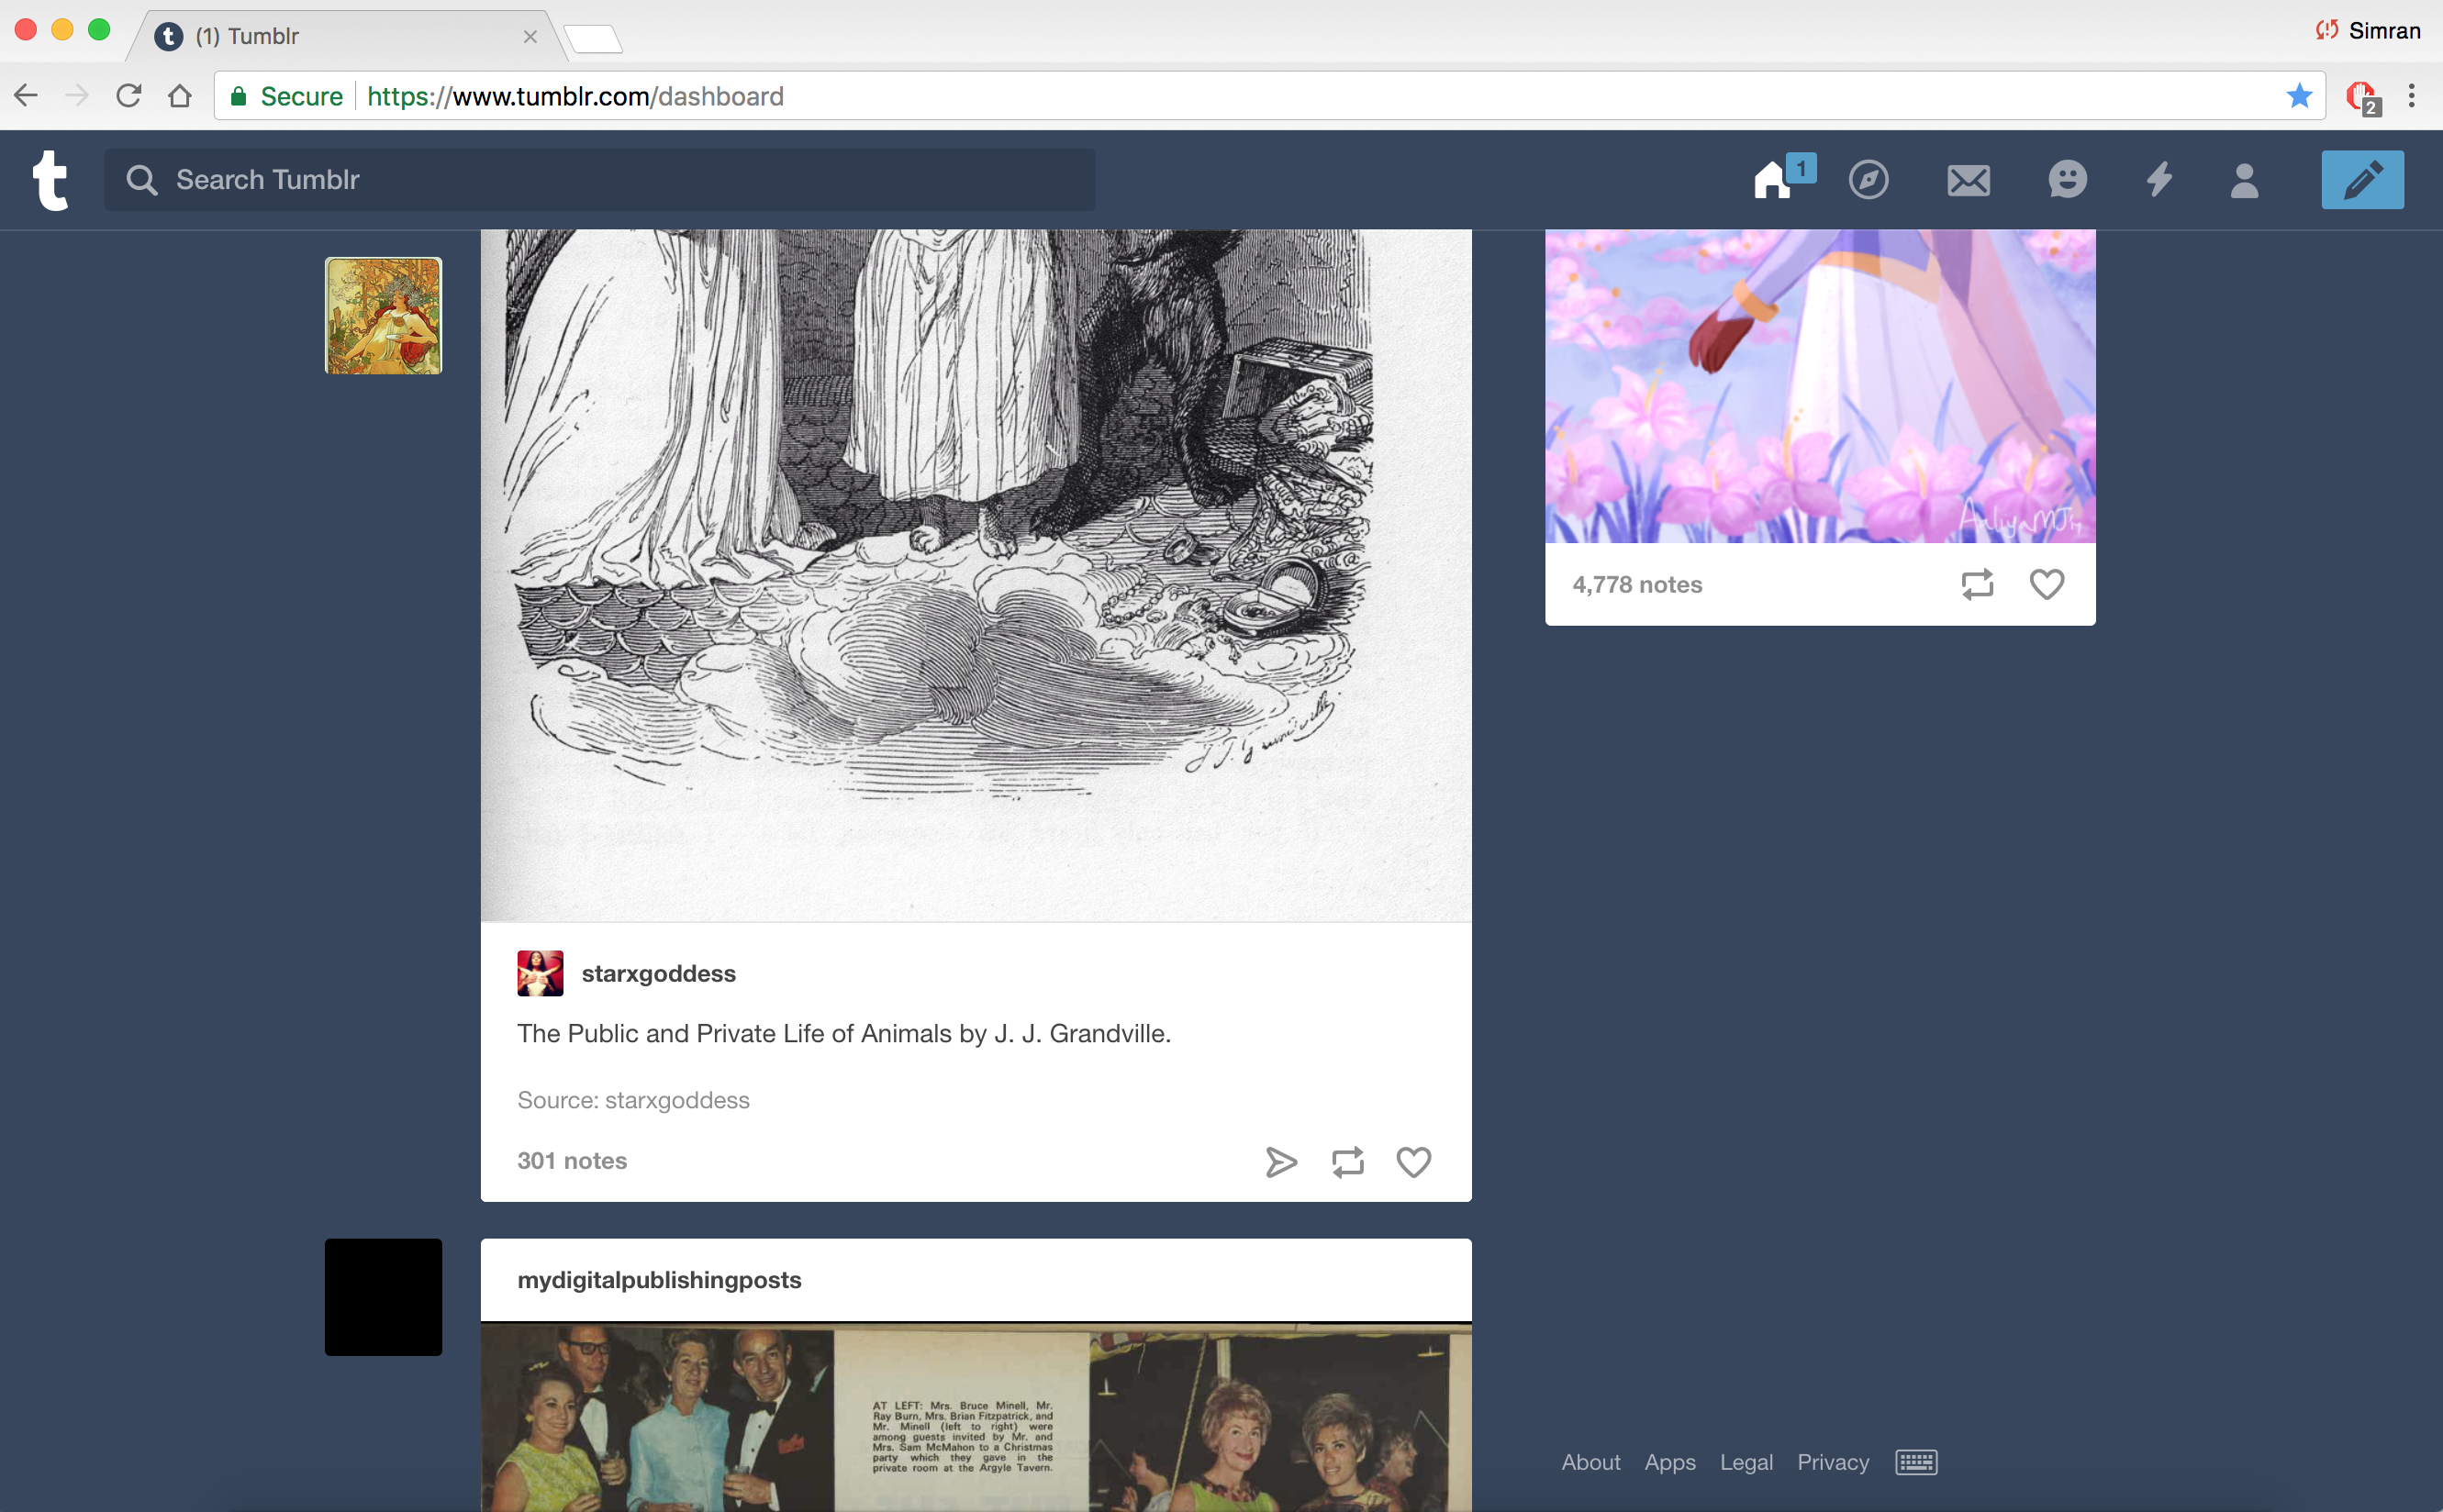 (1) Tumblr
Simran
Secure https://www.tumblr.com/dashboard
2
t Search Tumblr
1
AaliyaMJ
4,778 notes
J. J. Grandville
starxgoddess
The Public and Private Life of Animals by J. J. Grandville.
Source: starxgoddess
301 notes
mydigitalpublishingposts
AT LEFT: Mrs. Bruce Minell, Mr.
Ray Burn, Mrs. Brian Fitzpatrick, and
Mr. Minell (left to right) were
among guests invited by Mr. and
Mrs. Sam McMahon to a Christmas
party which they gave in the
private room at the Argyle Tavern.
About Apps Legal Privacy